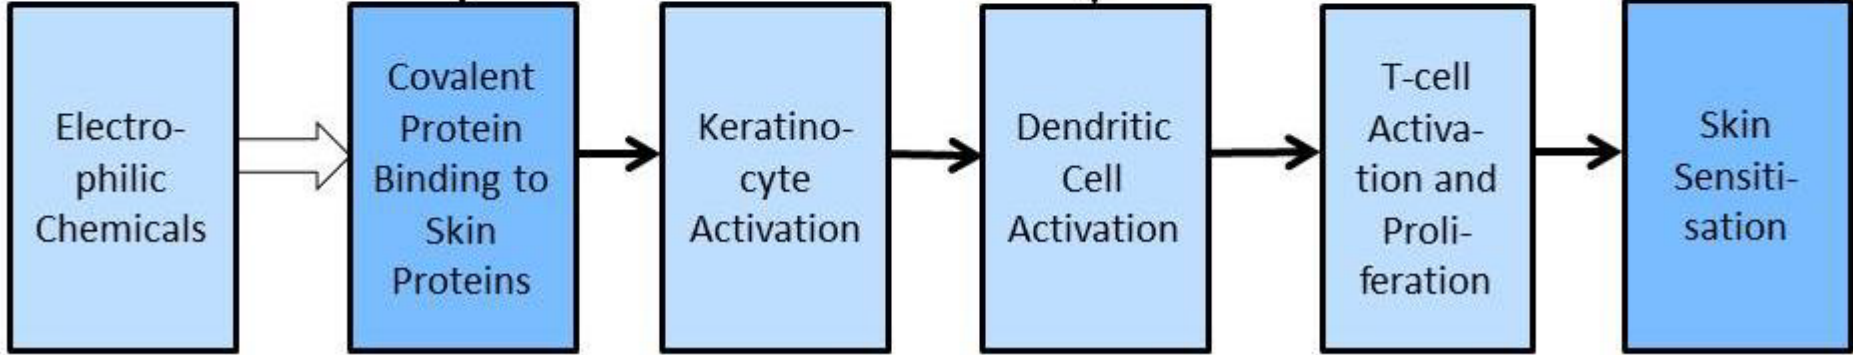 Electro-
philic
Chemicals
Covalent
Protein
Binding to
Skin
Proteins
Keratino-
cyte
Activation
Dendritic
Cell
Activation
T-cell
Activa-
tion and
Proli-
feration
Skin
Sensiti-
sation